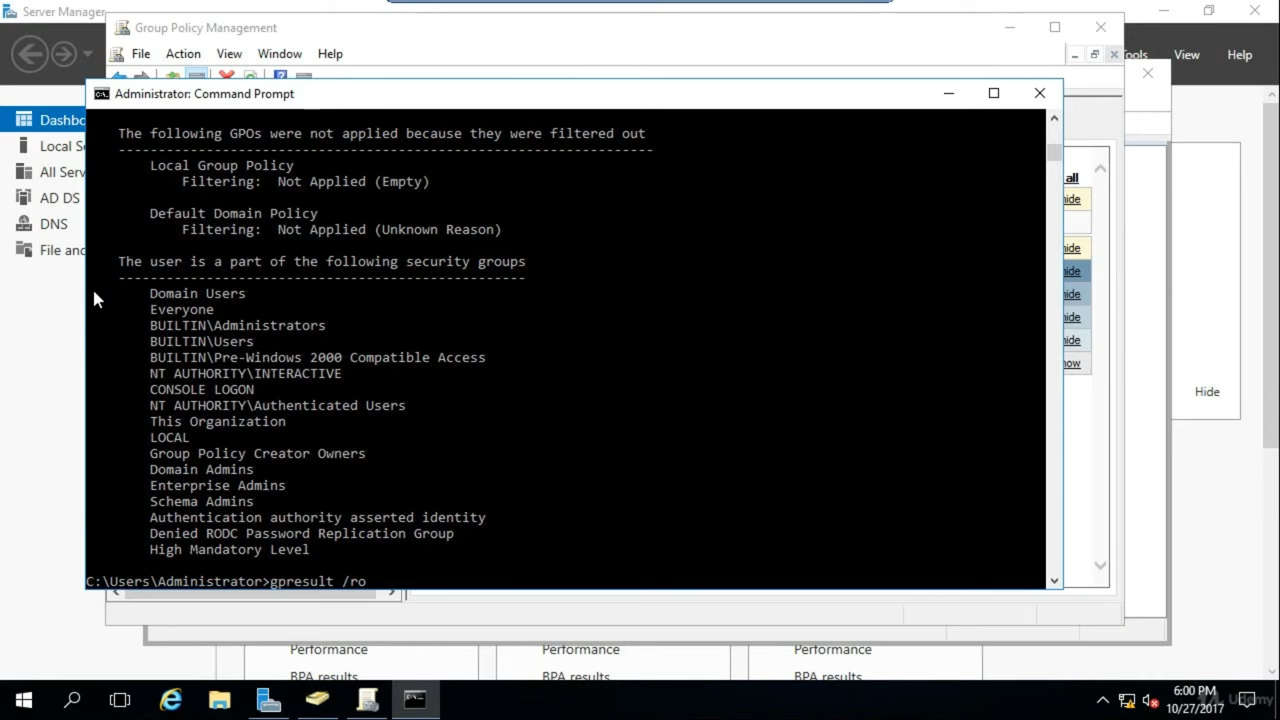 Server Manager
Group Policy Management
File Action View Window Help
Tools View Help
Administrator: Command Prompt
Dashbo
Local Se
All Serv
AD DS
DNS
File and
The following GPOs were not applied because they were filtered out
-------------------------------------------------------------------
Local Group Policy
Filtering:  Not Applied (Empty)
Default Domain Policy
Filtering:  Not Applied (Unknown Reason)
The user is a part of the following security groups
---------------------------------------------------
Domain Users
Everyone
BUILTIN\Administrators
BUILTIN\Users
BUILTIN\Pre-Windows 2000 Compatible Access
NT AUTHORITY\INTERACTIVE
CONSOLE LOGON
NT AUTHORITY\Authenticated Users
This Organization
LOCAL
Group Policy Creator Owners
Domain Admins
Enterprise Admins
Schema Admins
Authentication authority asserted identity
Denied RODC Password Replication Group
High Mandatory Level
C:\Users\Administrator>gpresult /ro
all
hide
hide
hide
hide
hide
hide
how
Hide
Performance Performance Performance
BPA results BPA results BPA results
6:00 PM
10/27/2017
Udemy